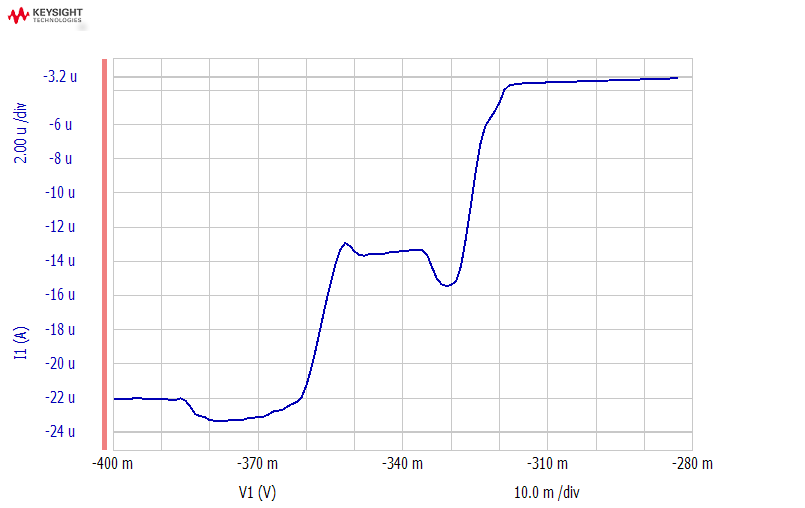 KEYSIGHT
TECHNOLOGIES
-3.2 u
-6 u
-8 u
-10 u
-12 u
-14 u
-16 u
-18 u
-20 u
-22 u
-24 u
2.00 u /div
I1 (A)
-400 m -370 m -340 m -310 m -280 m
V1 (V) 10.0 m /div